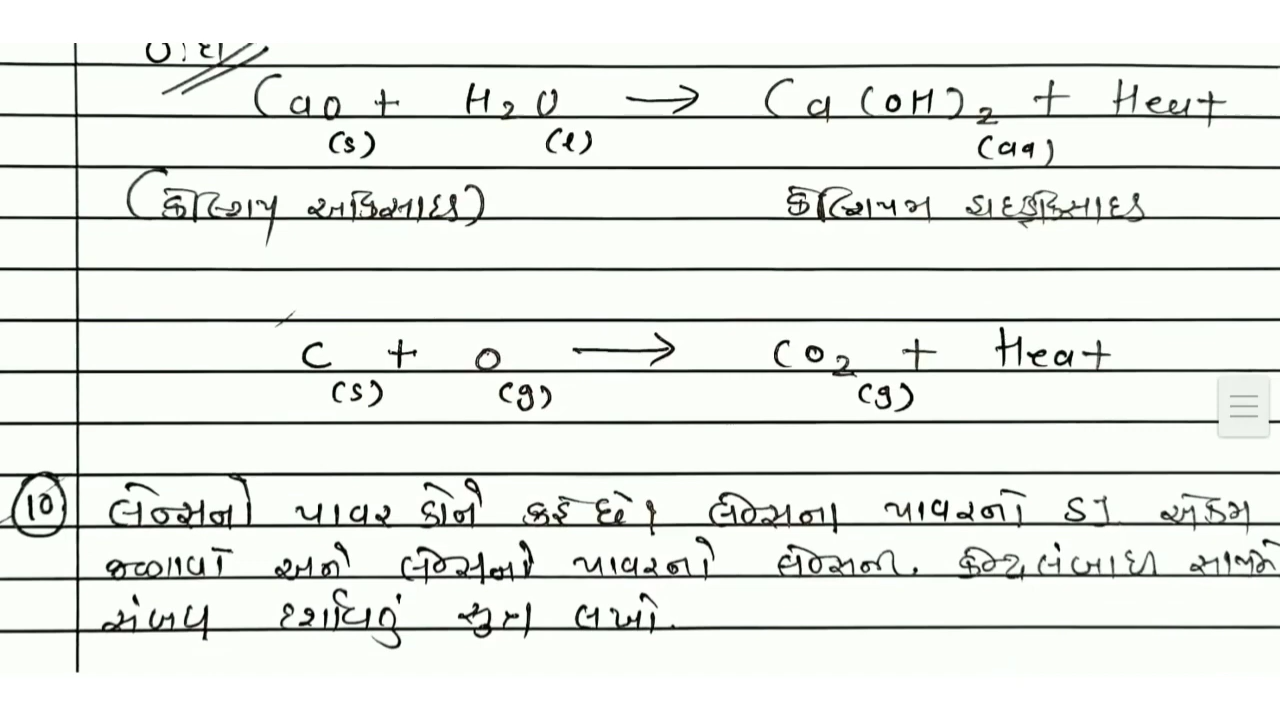 CaO + H2O → Ca(OH)2 + Heat
(s) (l) (aq)
(કેલ્શિયમ ઓક્સિસાઇડ) કેલ્શિયમ હાઇડ્રોક્સિસાઇડ
C + O → CO2 + Heat
(s) (g) (g)
10 લેન્સનો પાવર કોને કહે છે? લેન્સના પાવરનો SI એકમ
જણાવો અને લેન્સનો પાવરનો લેન્સની કેન્દ્રલંબાઇ સાથેનો
સંબંધ દર્શાવતું સુત્ર લખો.